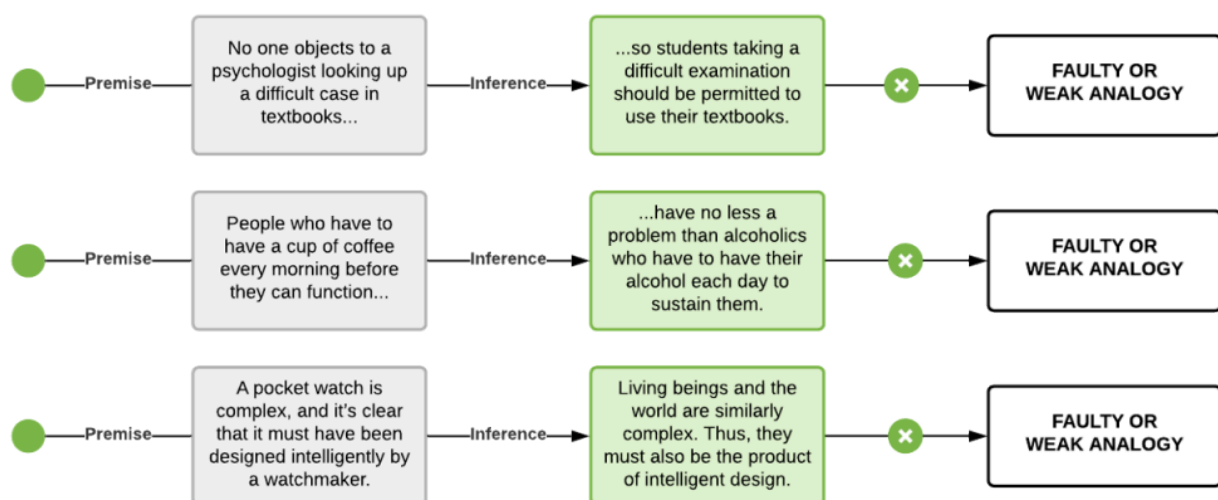 No one objects to a
psychologist looking up
a difficult case in
textbooks...
Premise
Inference
...so students taking a
difficult examination
should be permitted to
use their textbooks.
FAULTY OR
WEAK ANALOGY
People who have to
have a cup of coffee
every morning before
they can function...
Premise
Inference
...have no less a
problem than alcoholics
who have to have their
alcohol each day to
sustain them.
FAULTY OR
WEAK ANALOGY
A pocket watch is
complex, and it's clear
that it must have been
designed intelligently by
a watchmaker.
Premise
Inference
Living beings and the
world are similarly
complex. Thus, they
must also be the product
of intelligent design.
FAULTY OR
WEAK ANALOGY